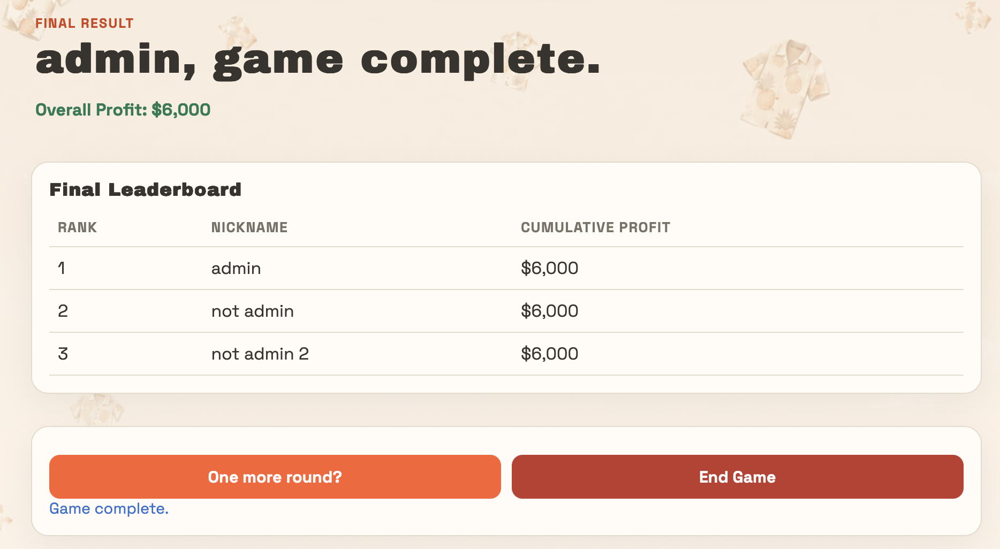 FINAL RESULT
admin, game complete.
Overall Profit: $6,000
Final Leaderboard
RANK NICKNAME CUMULATIVE PROFIT
1 admin $6,000
2 not admin $6,000
3 not admin 2 $6,000
One more round? End Game
Game complete.